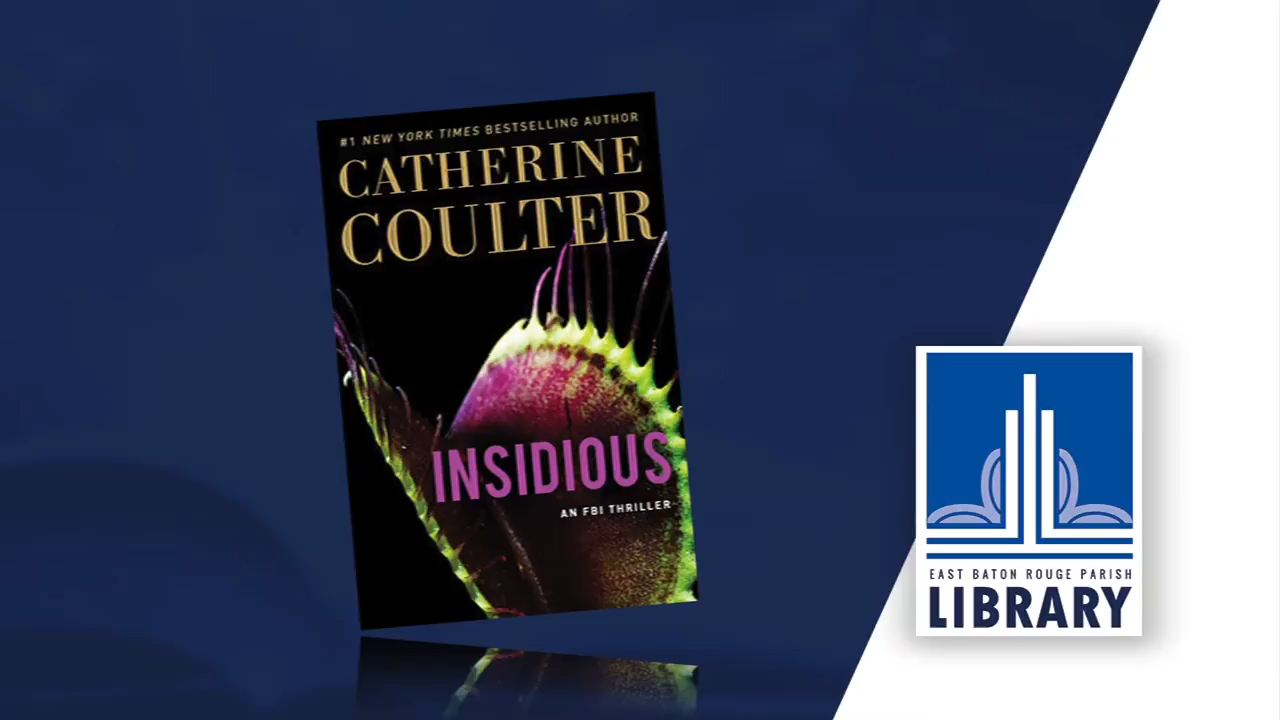 #1 NEW YORK TIMES BESTSELLING AUTHOR
CATHERINE
COULTER
INSIDIOUS
AN FBI THRILLER
EAST BATON ROUGE PARISH
LIBRARY